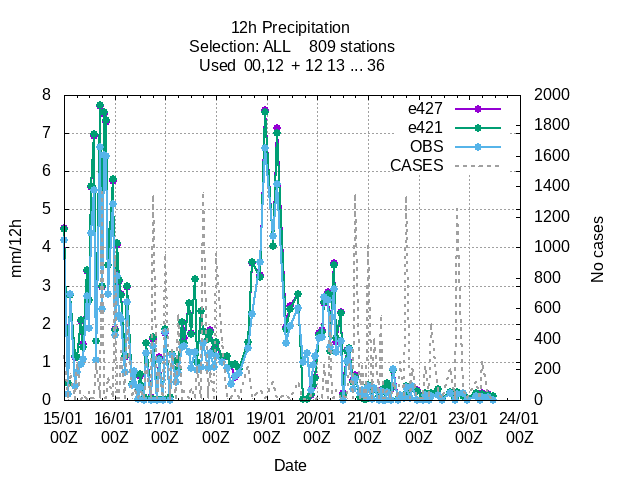 12h Precipitation
Selection: ALL 809 stations
Used 00,12 + 12 13 ... 36
e427
e421
OBS
CASES
mm/12h
8
7
6
5
4
3
2
1
0
2000
1800
1600
1400
1200
1000
800
600
400
200
0
No cases
15/01 16/01 17/01 18/01 19/01 20/01 21/01 22/01 23/01 24/01
00Z 00Z 00Z 00Z 00Z 00Z 00Z 00Z 00Z 00Z
Date